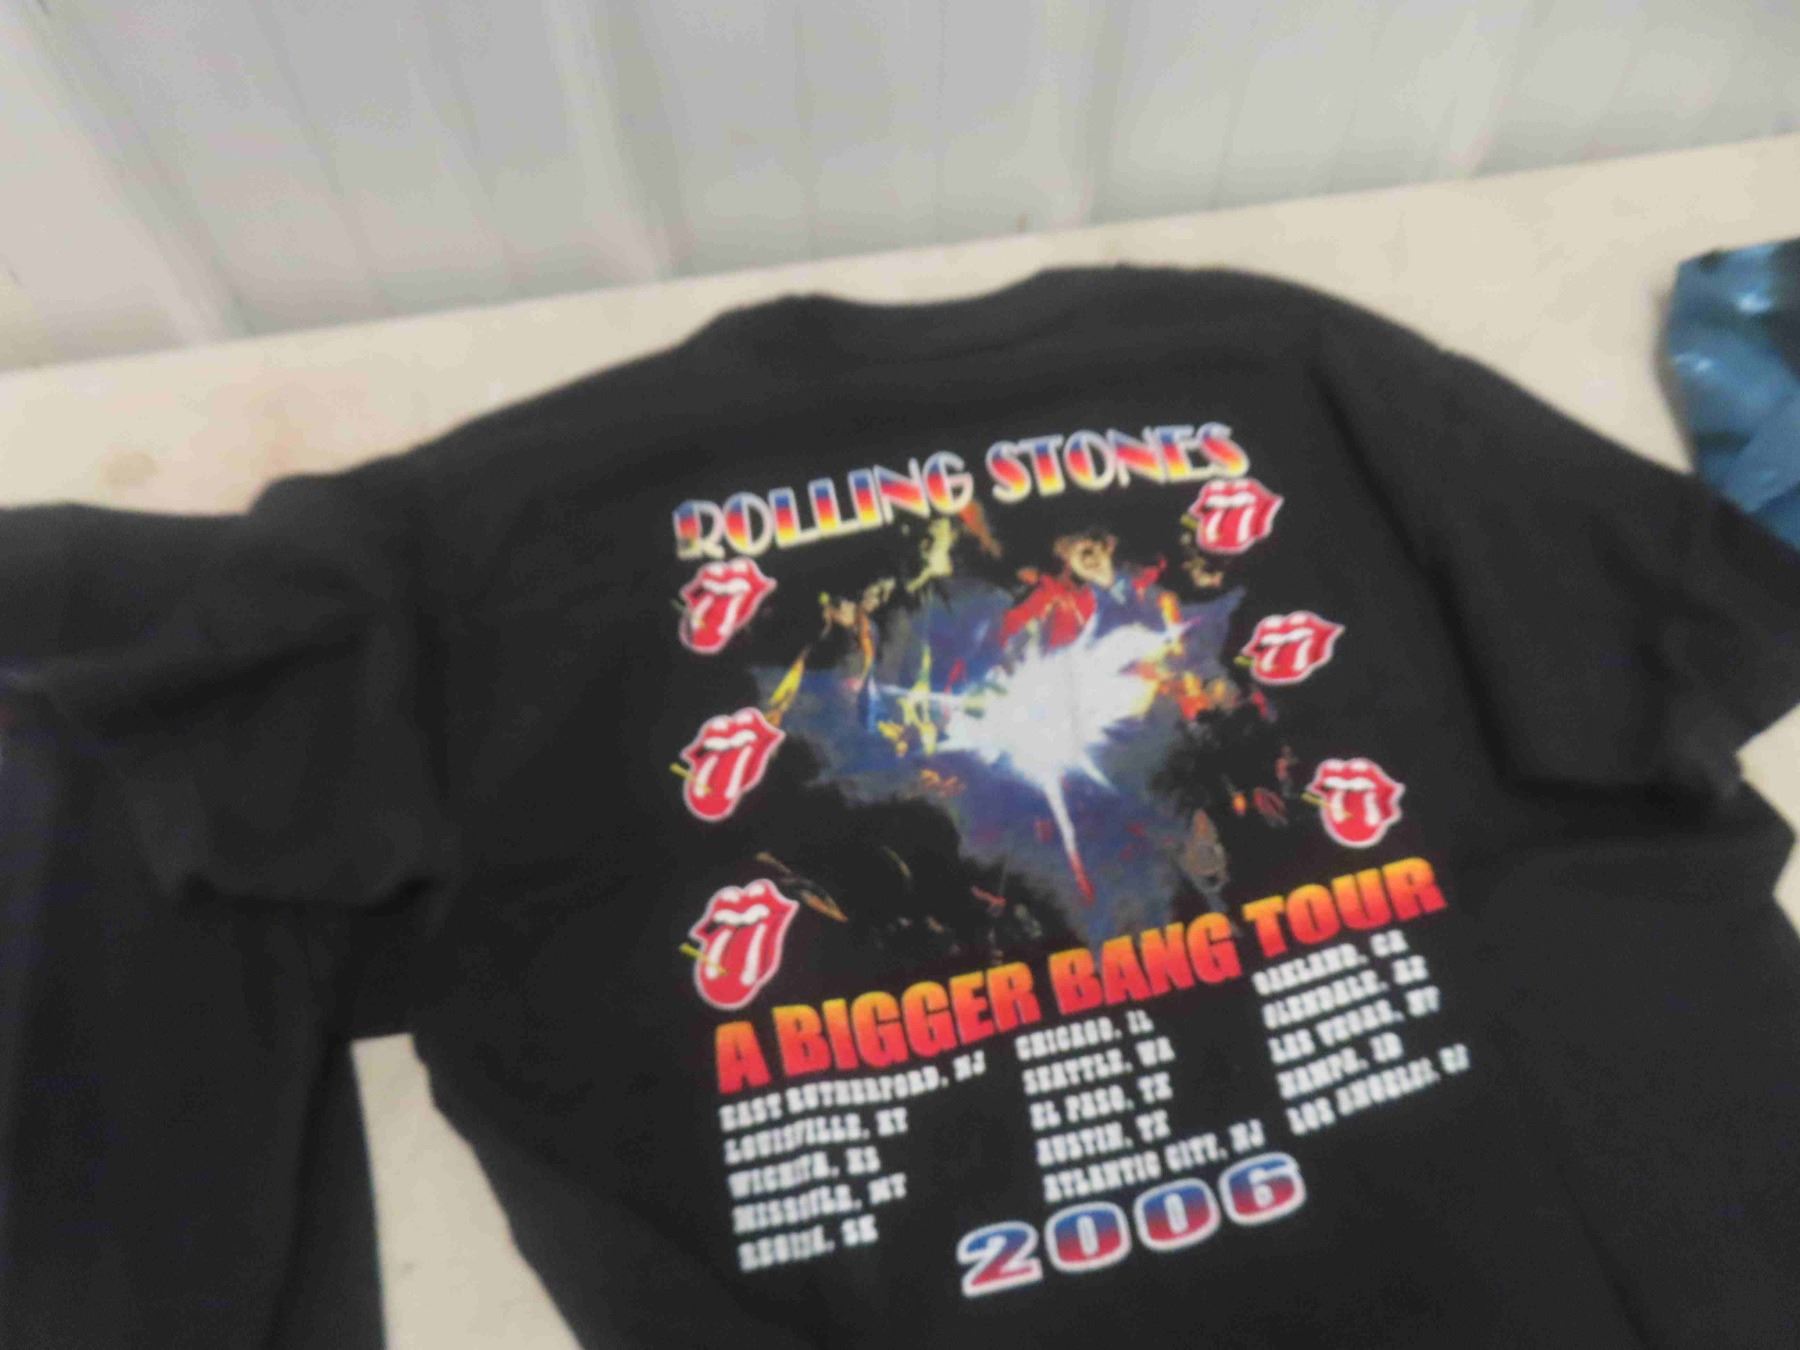 ROLLING STONES
A BIGGER BANG TOUR
EAST RUTHERFORD, NJ
LOUISVILLE, KY
WICHITA, KS
MISSOULA, MT
REGINA, SK
CHICAGO, IL
SEATTLE, WA
EL PASO, TX
AUSTIN, TX
ATLANTIC CITY, NJ
OAKLAND, CA
GLENDALE, AZ
LAS VEGAS, NV
NAMPA, ID
LOS ANGELES, CA
2006